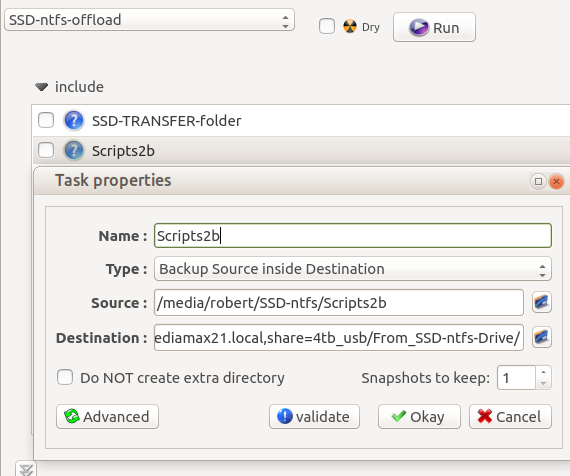 SSD-ntfs-offload
Dry
Run
include
SSD-TRANSFER-folder
Scripts2b
Task properties
Name : Scripts2b
Type : Backup Source inside Destination
Source : /media/robert/SSD-ntfs/Scripts2b
Destination : ediamax21.local,share=4tb_usb/From_SSD-ntfs-Drive/
Do NOT create extra directory Snapshots to keep: 1
Advanced validate Okay Cancel